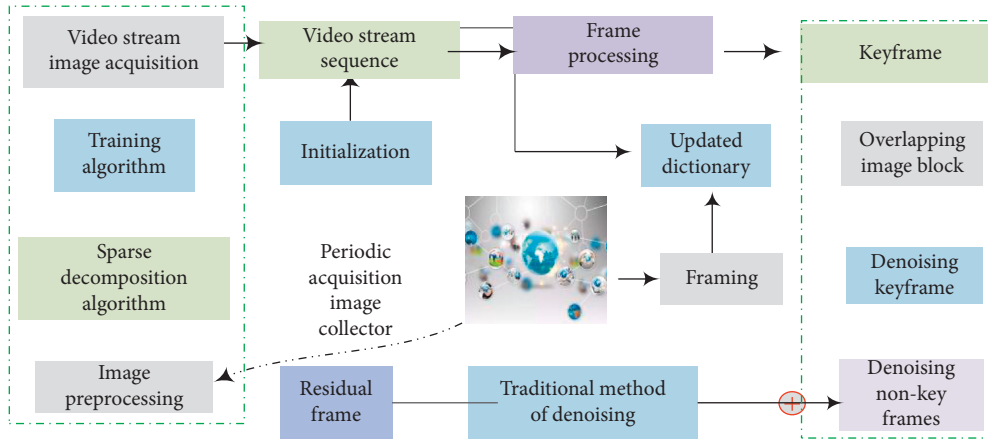 Video stream
image acquisition
Video stream
sequence
Frame
processing
Keyframe
Training
algorithm
Initialization
Updated
dictionary
Overlapping
image block
Sparse
decomposition
algorithm
Periodic
acquisition
image
collector
Framing
Denoising
keyframe
Image
preprocessing
Residual
frame
Traditional method
of denoising
+
Denoising
non-key
frames